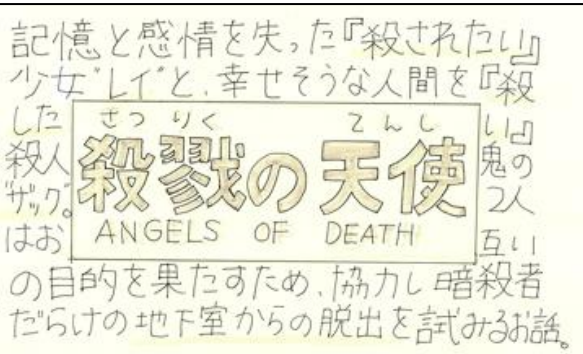 記憶と感情を失った『殺されたい』
少女"レイ"と、幸せそうな人間を『殺
した い』
さつりく てんし
殺人 殺戮の天使 鬼の
"ザッグ。 2人
はお ANGELS OF DEATH 互い
の目的を果たすため、協力し暗殺者
だらけの地下室からの脱出を試みるお話。